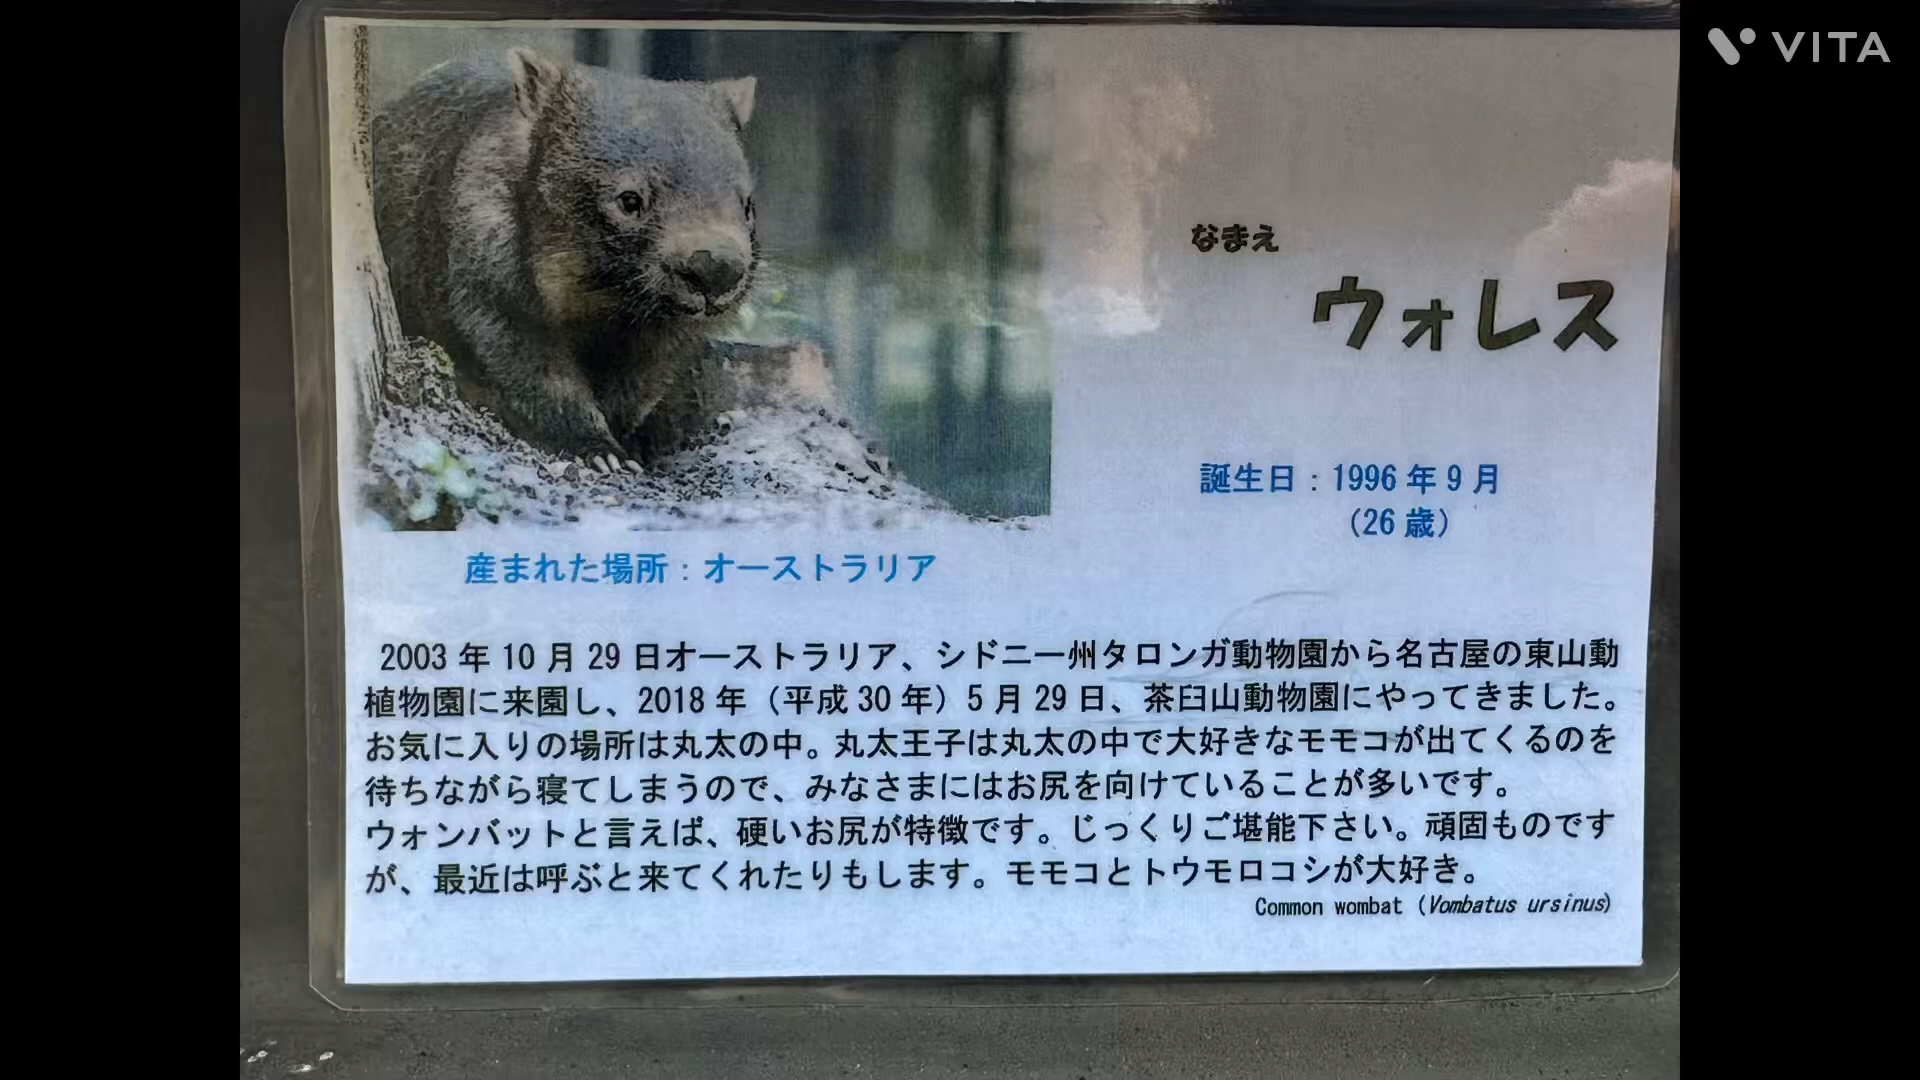 VITA
なまえ
ウォレス
誕生日：1996年9月
（26歳）
産まれた場所：オーストラリア
2003年10月29日オーストラリア、シドニー州タロンガ動物園から名古屋の東山動
植物園に来園し、2018年（平成30年）5月29日、茶臼山動物園にやってきました。
お気に入りの場所は丸太の中。丸太王子は丸太の中で大好きなモモコが出てくるのを
待ちながら寝てしまうので、みなさまにはお尻を向けていることが多いです。
ウォンバットと言えば、硬いお尻が特徴です。じっくりご堪能下さい。頑固ものです
が、最近は呼ぶと来てくれたりもします。モモコとトウモロコシが大好き。
Common wombat (Vombatus ursinus)